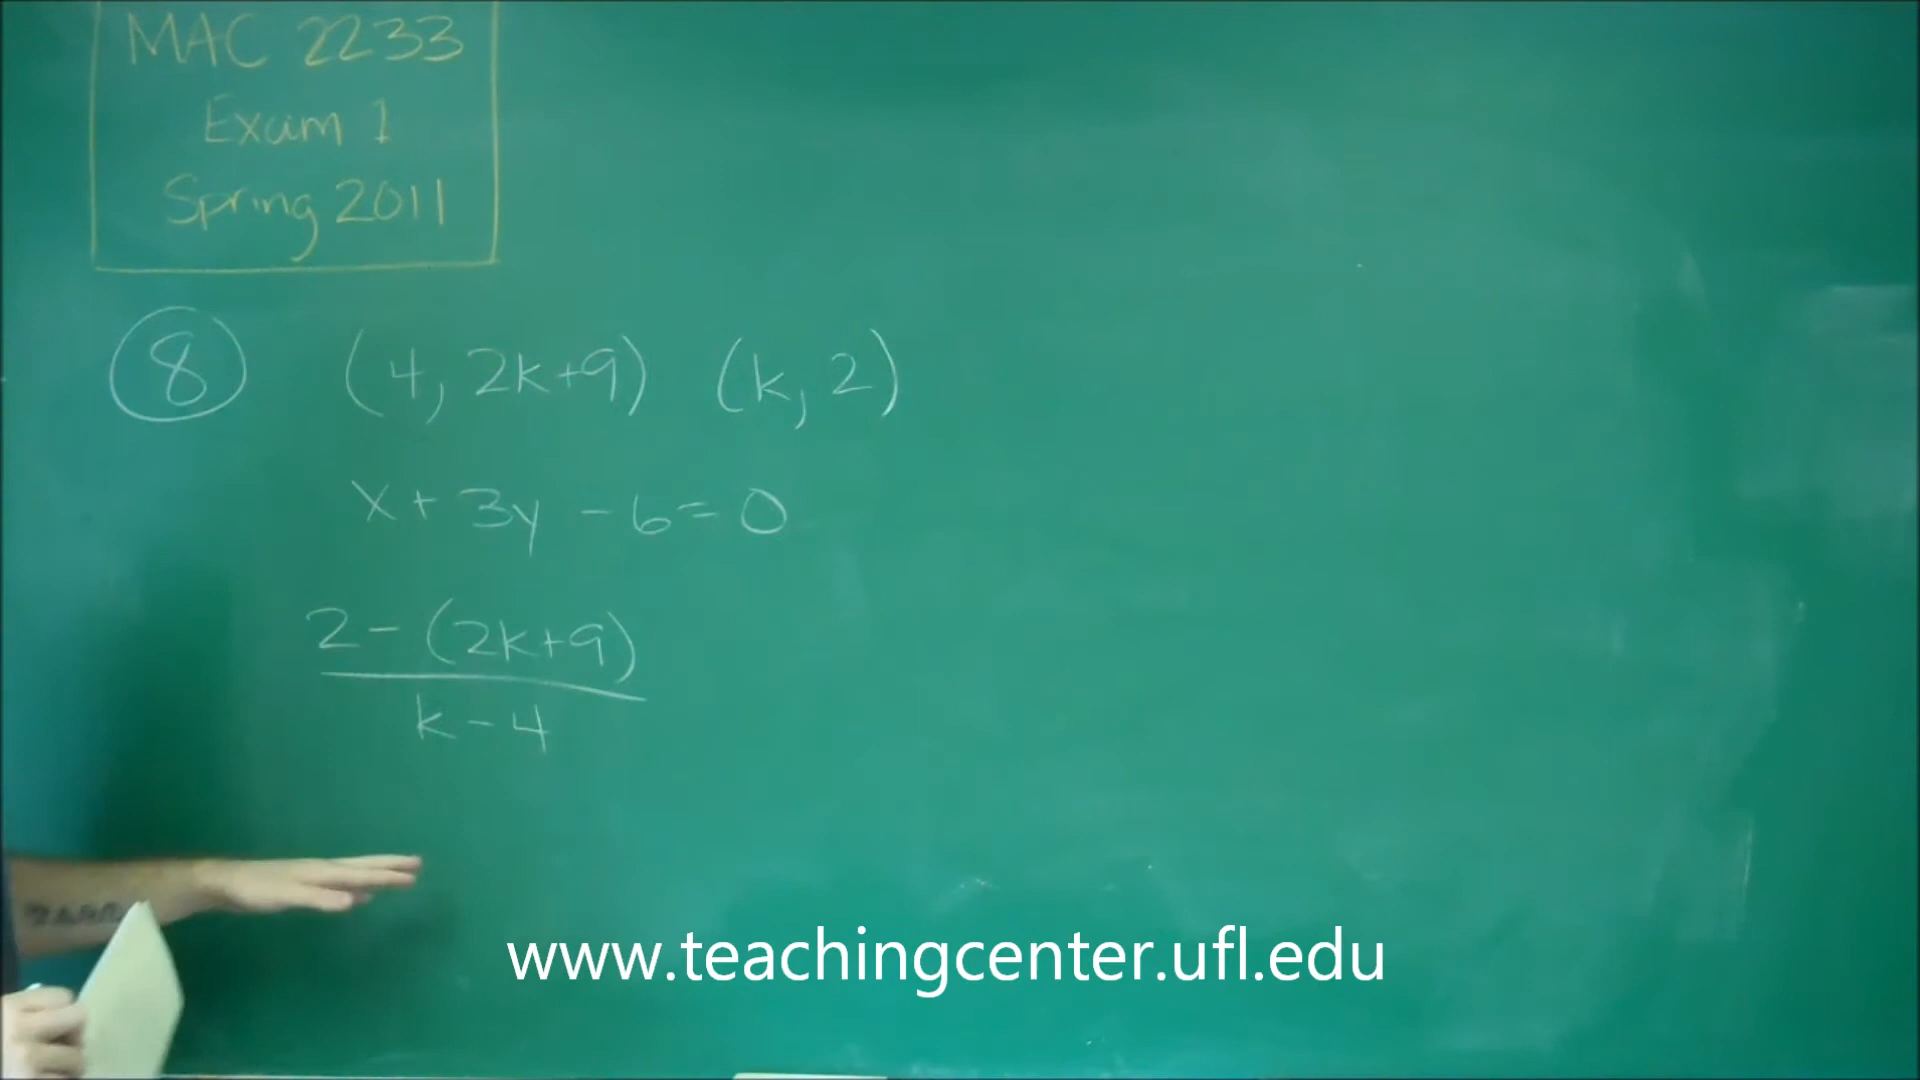 MAC 2233
Exam 1
Spring 2011
8 (4, 2k+9) (k, 2)
x + 3y - 6 = 0
2 - (2k+9)
k - 4
www.teachingcenter.ufl.edu